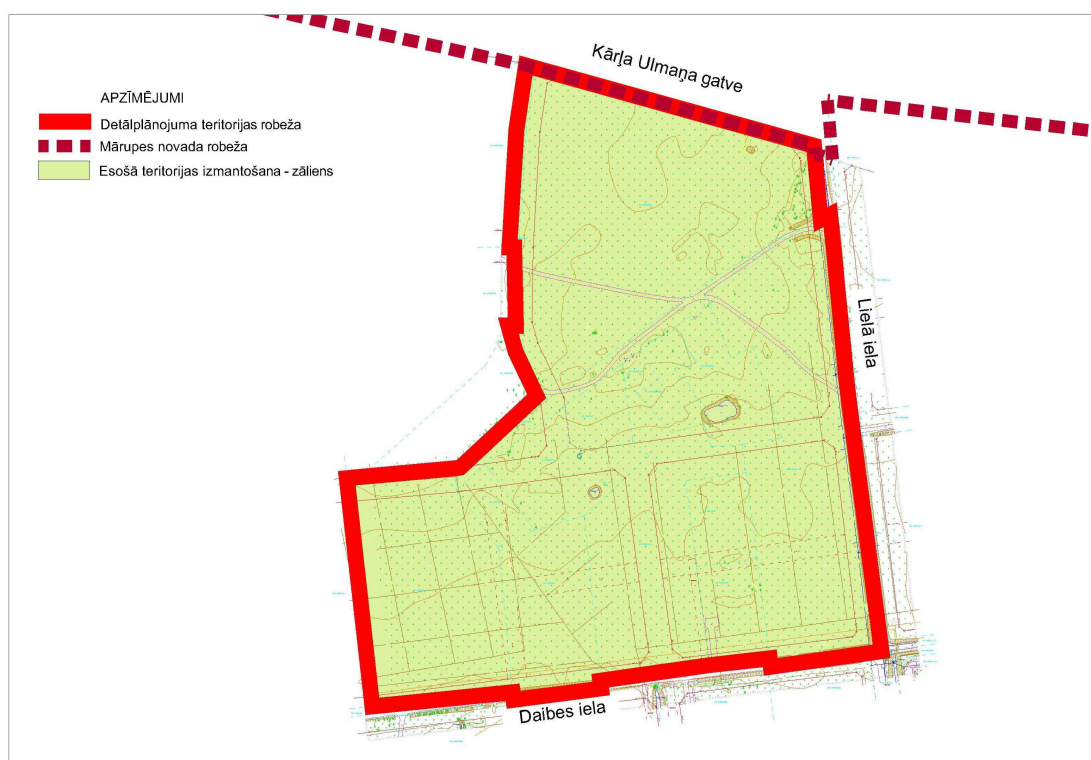 Kārļa Ulmaņa gatve
APZĪMĒJUMI
Detālplānojuma teritorijas robeža
Mārupes novada robeža
Esošā teritorijas izmantošana - zāliens
Lielā iela
Daibes iela